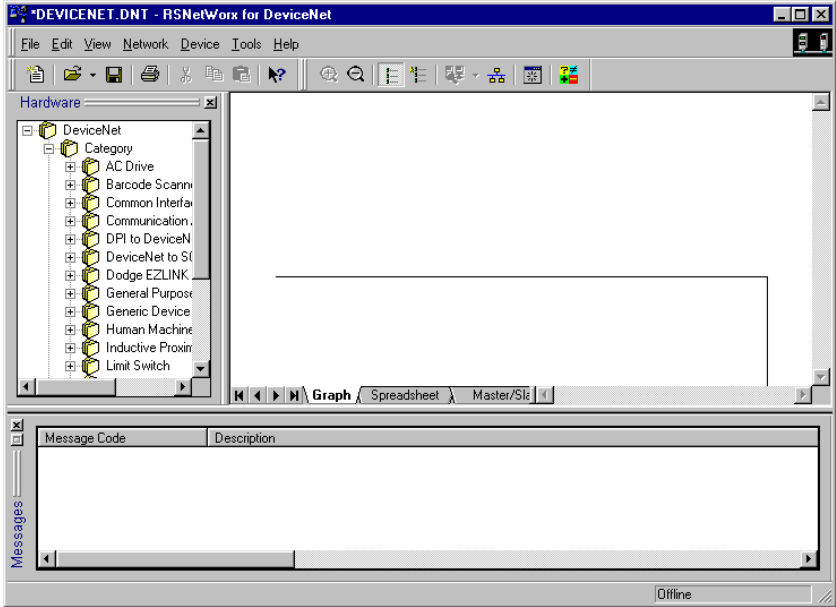 *DEVICENET.DNT - RSNetWorx for DeviceNet
File Edit View Network Device Tools Help
Hardware
DeviceNet
Category
AC Drive
Barcode Scann
Common Interfa
Communication
DPI to DeviceN
DeviceNet to S
Dodge EZLINK
General Purpose
Generic Device
Human Machine
Inductive Proxim
Limit Switch
Graph Spreadsheet Master/Sla
Messages
Message Code Description
Offline